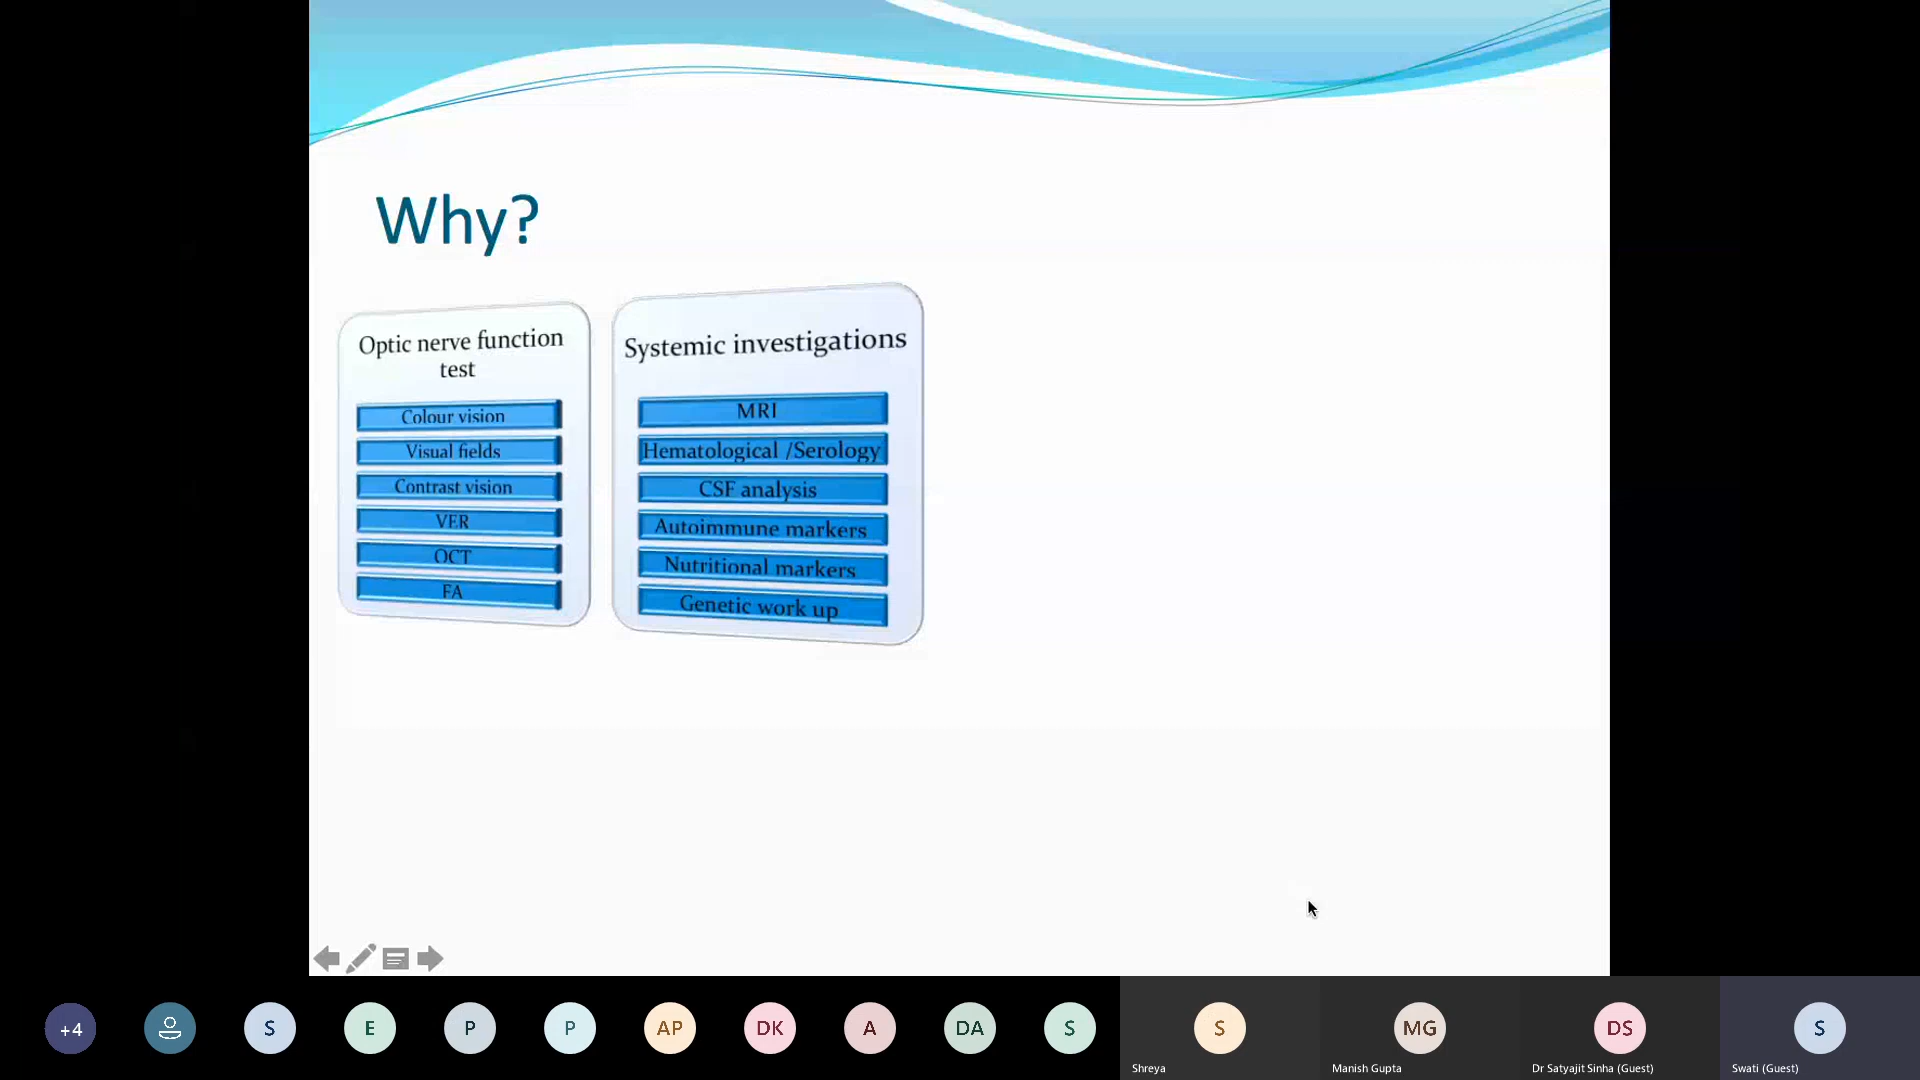 Why?
Optic nerve function
test
Colour vision
Visual fields
Contrast vision
VER
OCT
FA
Systemic investigations
MRI
Hematological /Serology
CSF analysis
Autoimmune markers
Nutritional markers
Genetic work up
+4
S
E
P
P
AP
DK
A
DA
S
S
Shreya
MG
Manish Gupta
DS
Dr Satyajit Sinha (Guest)
S
Swati (Guest)